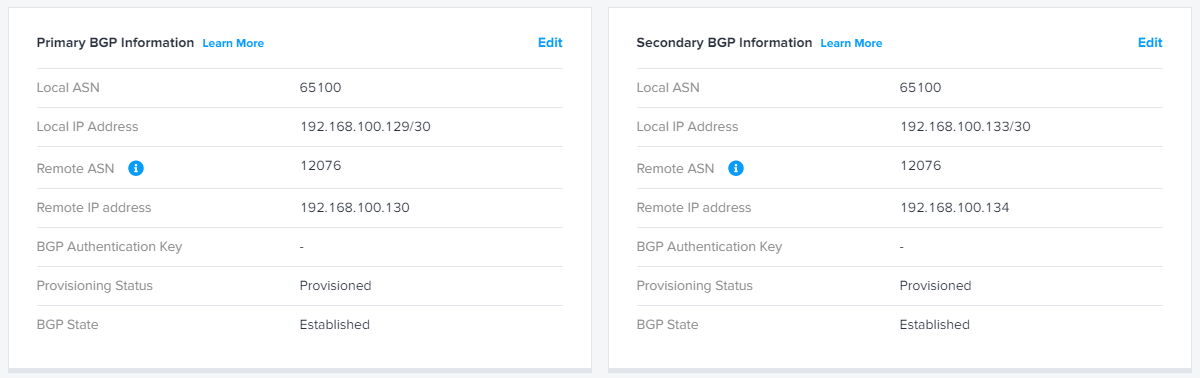 Primary BGP Information Learn More Edit
Local ASN 65100
Local IP Address 192.168.100.129/30
Remote ASN 12076
Remote IP address 192.168.100.130
BGP Authentication Key -
Provisioning Status Provisioned
BGP State Established
Secondary BGP Information Learn More Edit
Local ASN 65100
Local IP Address 192.168.100.133/30
Remote ASN 12076
Remote IP address 192.168.100.134
BGP Authentication Key -
Provisioning Status Provisioned
BGP State Established